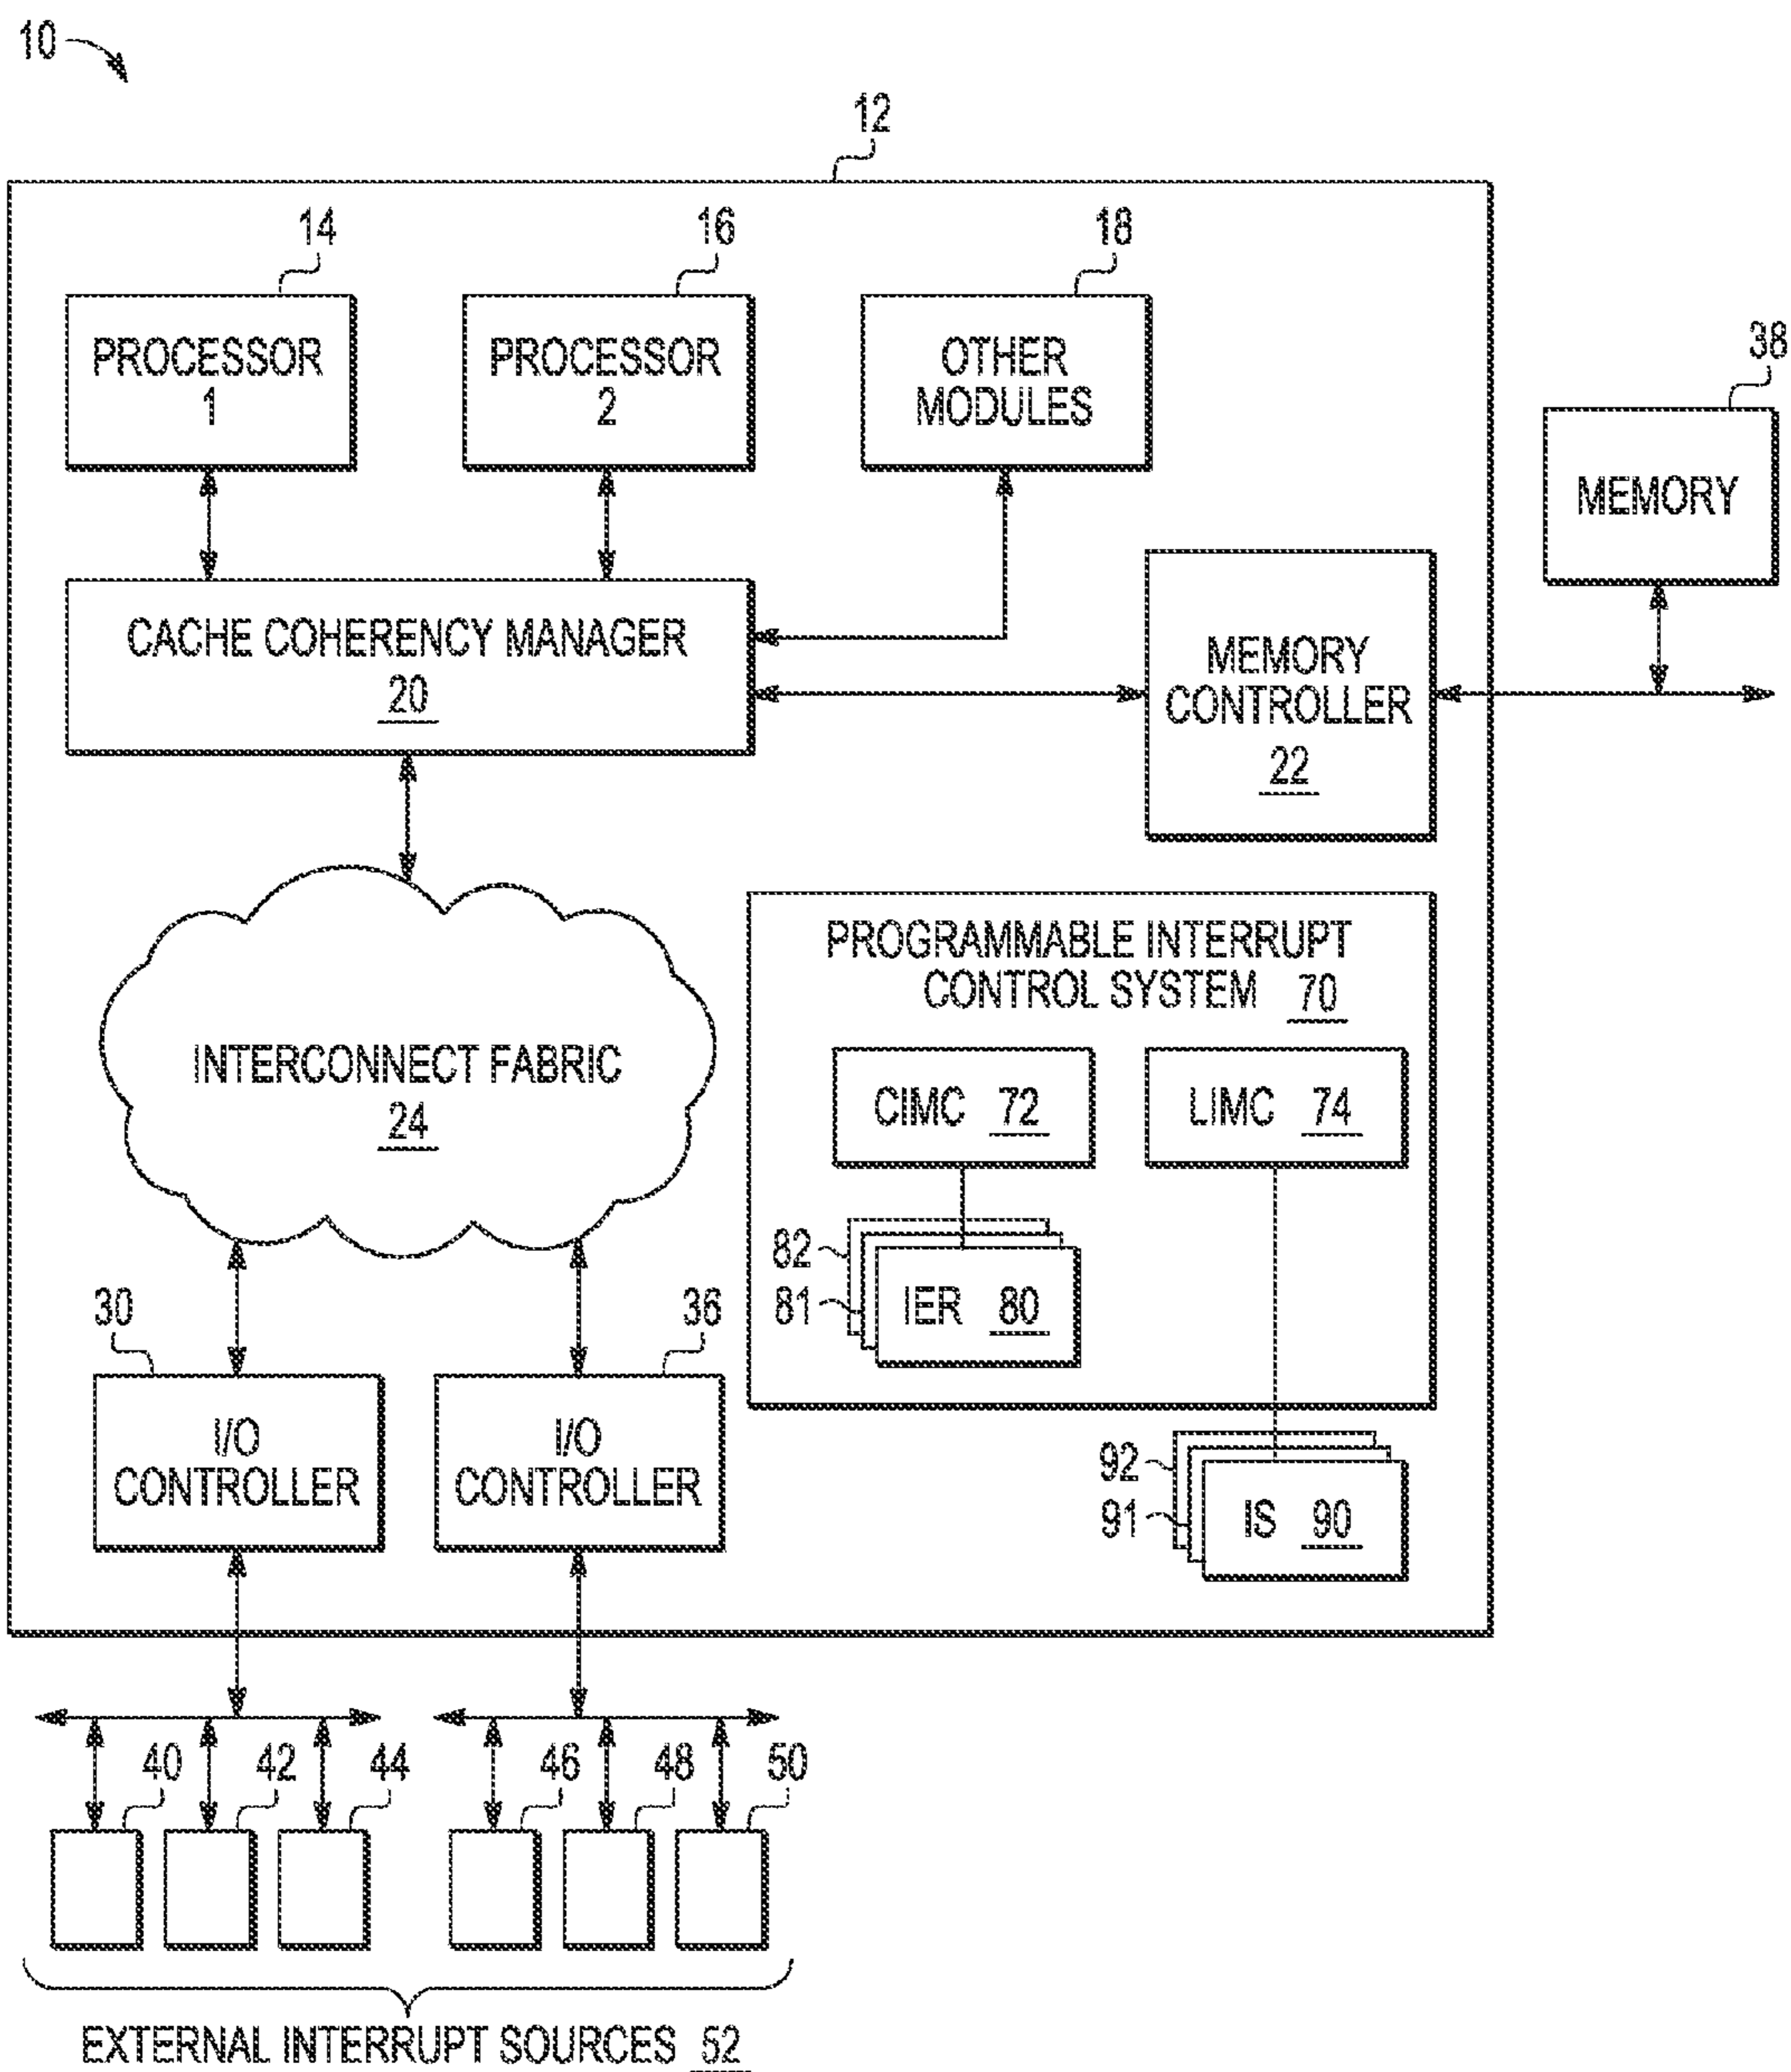 10
12
14
16
18
38
PROCESSOR
1
PROCESSOR
2
OTHER
MODULES
MEMORY
CACHE COHERENCY MANAGER
20
MEMORY
CONTROLLER
22
PROGRAMMABLE INTERRUPT
CONTROL SYSTEM 70
INTERCONNECT FABRIC
24
CIMC 72
LIMC 74
82
81
IER 80
30
36
I/O
CONTROLLER
I/O
CONTROLLER
92
91
IS 90
40
42
44
46
48
50
EXTERNAL INTERRUPT SOURCES 52